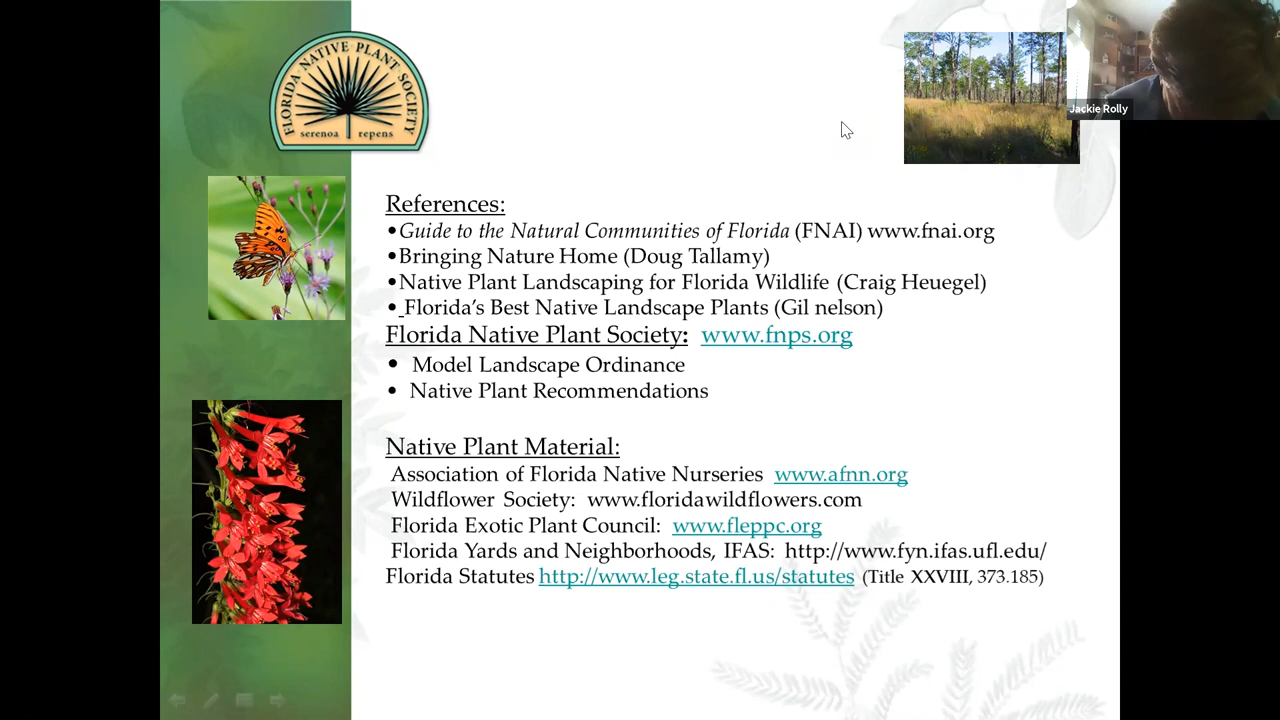 FLORIDA NATIVE PLANT SOCIETY
serenoa repens
Jackie Rolly
References:
•Guide to the Natural Communities of Florida (FNAI) www.fnai.org
•Bringing Nature Home (Doug Tallamy)
•Native Plant Landscaping for Florida Wildlife (Craig Heuegel)
• Florida's Best Native Landscape Plants (Gil nelson)
Florida Native Plant Society: www.fnps.org
• Model Landscape Ordinance
• Native Plant Recommendations
Native Plant Material:
Association of Florida Native Nurseries www.afnn.org
Wildflower Society: www.floridawildflowers.com
Florida Exotic Plant Council: www.fleppc.org
Florida Yards and Neighborhoods, IFAS: http://www.fyn.ifas.ufl.edu/
Florida Statutes http://www.leg.state.fl.us/statutes (Title XXVIII, 373.185)